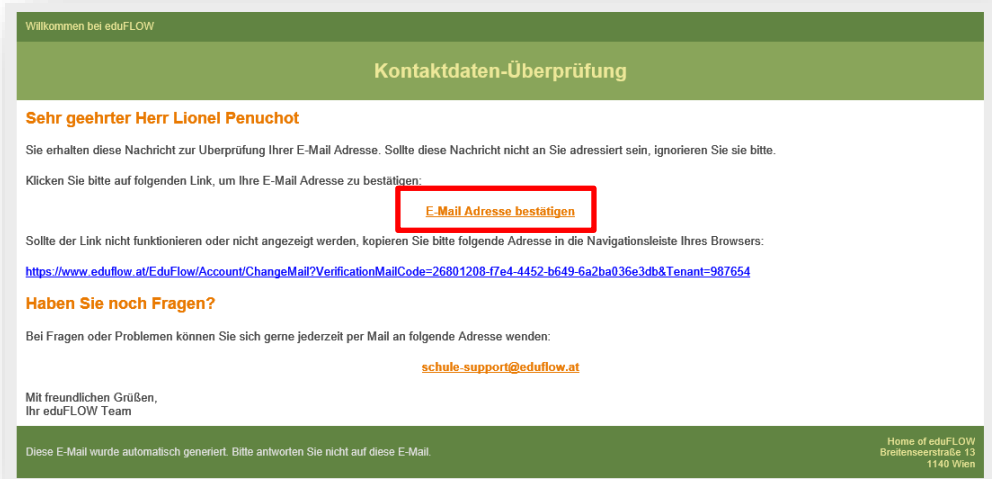 Willkommen bei eduFLOW
Kontaktdaten-Überprüfung
Sehr geehrter Herr Lionel Penuchot
Sie erhalten diese Nachricht zur Überprüfung Ihrer E-Mail Adresse. Sollte diese Nachricht nicht an Sie adressiert sein, ignorieren Sie sie bitte.
Klicken Sie bitte auf folgenden Link, um Ihre E-Mail Adresse zu bestätigen:
E-Mail Adresse bestätigen
Sollte der Link nicht funktionieren oder nicht angezeigt werden, kopieren Sie bitte folgende Adresse in die Navigationsleiste Ihres Browsers:
https://www.eduflow.at/EduFlow/Account/ChangeMail?VerificationMailCode=26801208-f7e4-4452-b649-6a2ba036e3db&Tenant=987654
Haben Sie noch Fragen?
Bei Fragen oder Problemen können Sie sich gerne jederzeit per Mail an folgende Adresse wenden:
schule-support@eduflow.at
Mit freundlichen Grüßen,
Ihr eduFLOW Team
Diese E-Mail wurde automatisch generiert. Bitte antworten Sie nicht auf diese E-Mail.
Home of eduFLOW
Breitenseerstraße 13
1140 Wien